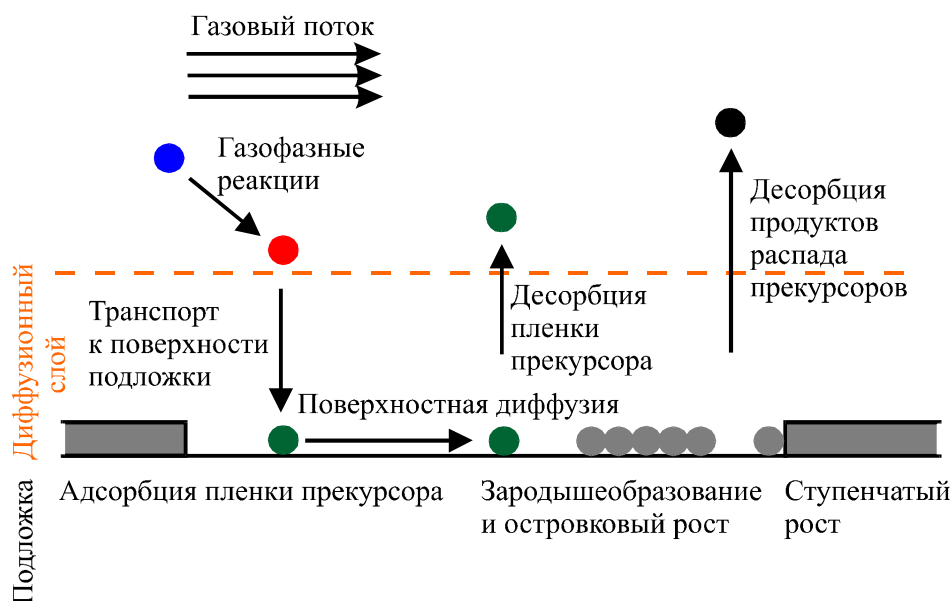 Газовый поток
Газофазные
реакции
Десорбция
продуктов
распада
прекурсоров
Десорбция
пленки
прекурсора
Транспорт
к поверхности
подложки
Диффузионный
слой
Поверхностная диффузия
Адсорбция пленки прекурсора
Зародышеобразование
и островковый рост
Ступенчатый
рост
Подложка